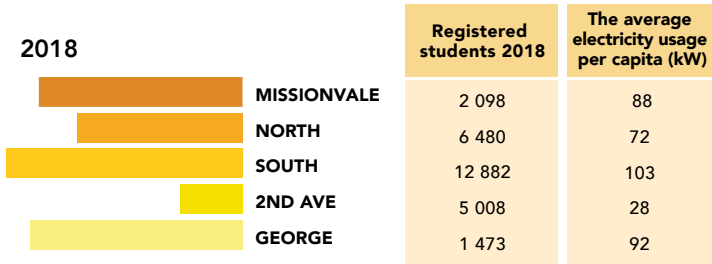 2018
Registered
students 2018
The average
electricity usage
per capita (kW)
MISSIONVALE 2 098 88
NORTH 6 480 72
SOUTH 12 882 103
2ND AVE 5 008 28
GEORGE 1 473 92